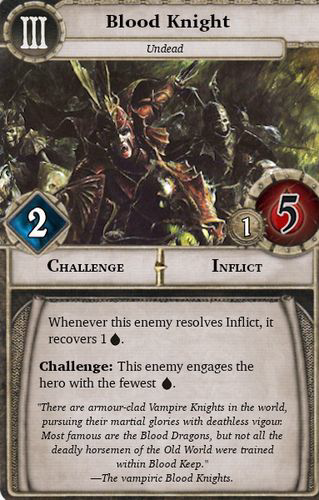 III
Blood Knight
Undead
2
1
5
CHALLENGE
INFLICT
Whenever this enemy resolves Inflict, it
recovers 1 .
Challenge: This enemy engages the
hero with the fewest .
"There are armour-clad Vampire Knights in the world,
pursuing their martial glories with deathless vigour.
Most famous are the Blood Dragons, but not all the
deadly horsemen of the Old World were trained
within Blood Keep."
—The vampiric Blood Knights.